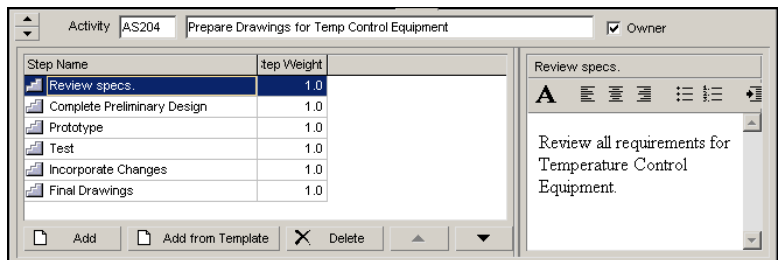 Activity AS204 Prepare Drawings for Temp Control Equipment Owner
Step Name tep Weight
Review specs. 1.0
Complete Preliminary Design 1.0
Prototype 1.0
Test 1.0
Incorporate Changes 1.0
Final Drawings 1.0
Add Add from Template Delete
Review specs.
A
Review all requirements for
Temperature Control
Equipment.